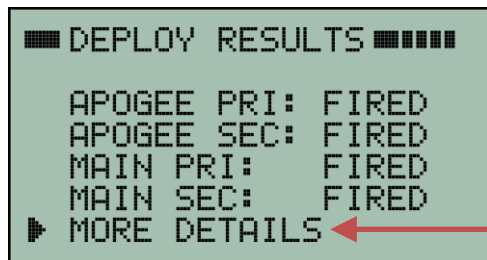 DEPLOY RESULTS
APOGEE PRI: FIRED
APOGEE SEC: FIRED
MAIN PRI: FIRED
MAIN SEC: FIRED
MORE DETAILS